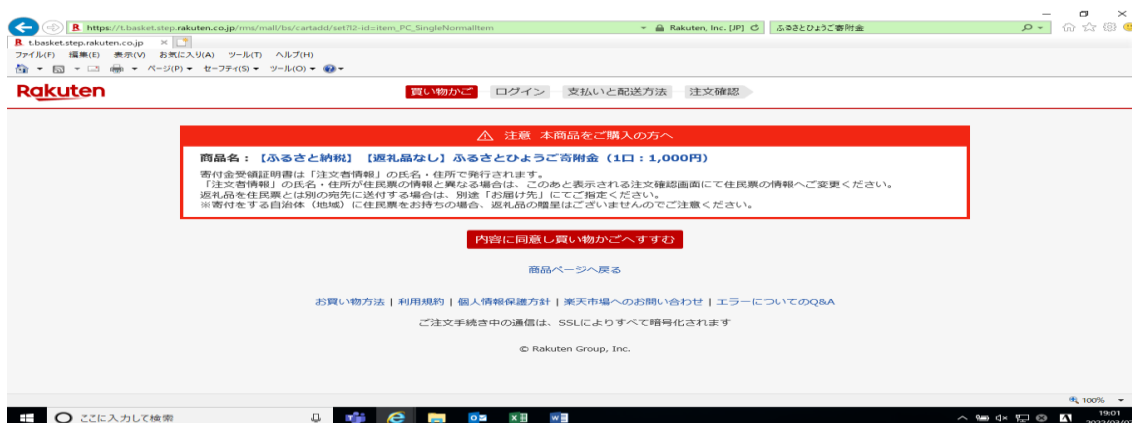 https://t.basket.step.rakuten.co.jp/rms/mall/bs/cartadd/set?l2-id=item_PC_SingleNormalItem
Rakuten, Inc. [JP]
ふるさとひょうご寄附金
t.basket.step.rakuten.co.jp
ファイル(F) 編集(E) 表示(V) お気に入り(A) ツール(T) ヘルプ(H)
ページ(P) セーフティ(S) ツール(O)
Rakuten
買い物かご ログイン 支払いと配送方法 注文確認
注意 本商品をご購入の方へ
商品名：【ふるさと納税】【返礼品なし】ふるさとひょうご寄附金（1口：1,000円）
寄付金受領証明書は「注文者情報」の氏名・住所で発行されます。
「注文者情報」の氏名・住所が住民票の情報と異なる場合は、このあと表示される注文確認画面にて住民票の情報へご変更ください。
返礼品を住民票とは別の宛先に送付する場合は、別途「お届け先」にてご指定ください。
※寄付をする自治体（地域）に住民票をお持ちの場合、返礼品の贈呈はございませんのでご注意ください。
内容に同意し買い物かごへすすむ
商品ページへ戻る
お買い物方法 | 利用規約 | 個人情報保護方針 | 楽天市場へのお問い合わせ | エラーについてのQ&A
ご注文手続き中の通信は、SSLによりすべて暗号化されます
© Rakuten Group, Inc.
100%
ここに入力して検索
19:01